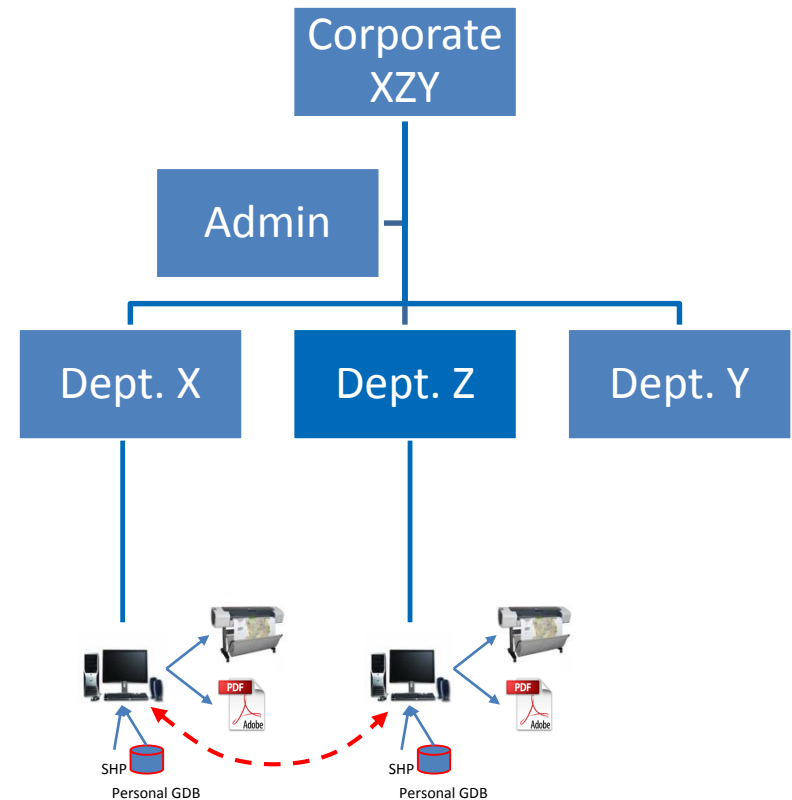 Corporate
XZY
Admin
Dept. X
Dept. Z
Dept. Y
PDF
Adobe
PDF
Adobe
SHP
Personal GDB
SHP
Personal GDB